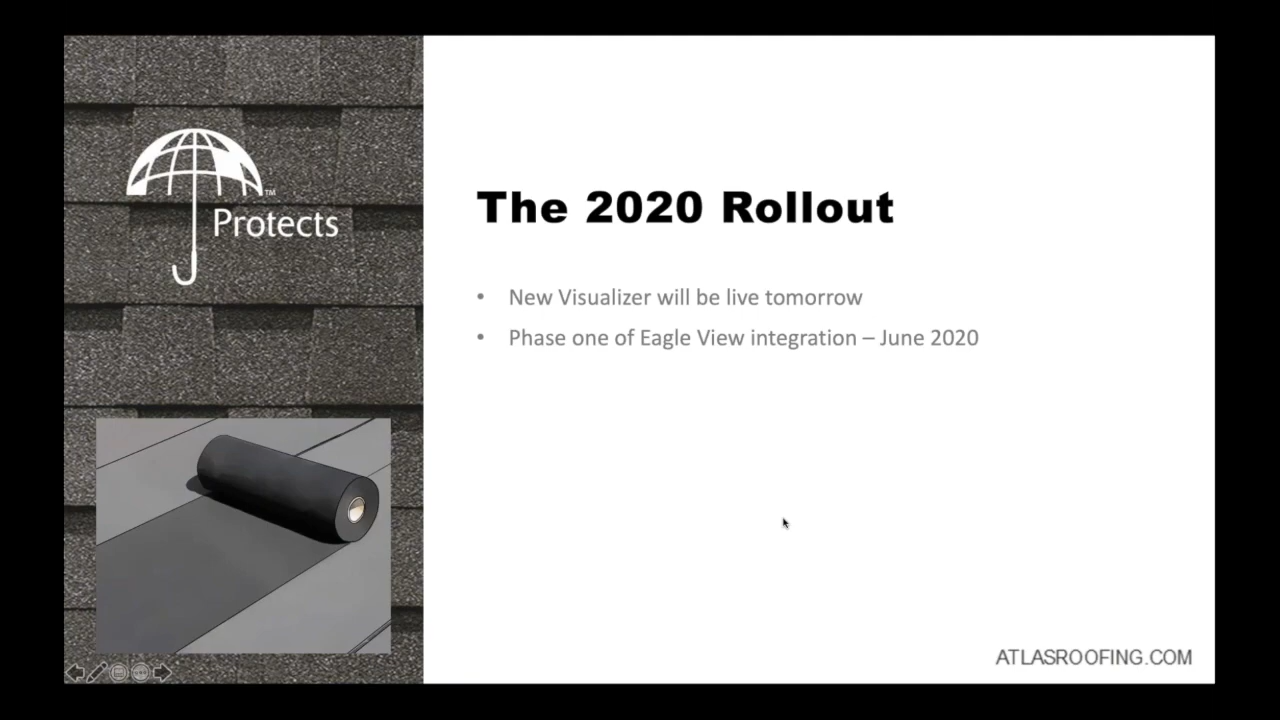 Protects
TM
The 2020 Rollout
• New Visualizer will be live tomorrow
• Phase one of Eagle View integration – June 2020
ATLASROOFING.COM